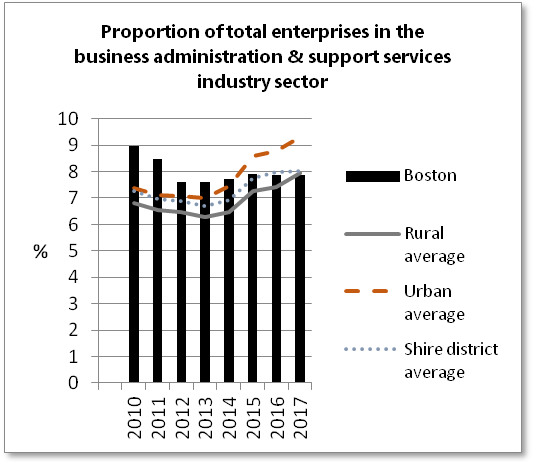 Proportion of total enterprises in the
business administration & support services
industry sector
10
9
8
7
6
5
4
3
2
1
0
%
2010
2011
2012
2013
2014
2015
2016
2017
Boston
Rural
average
Urban
average
Shire district
average